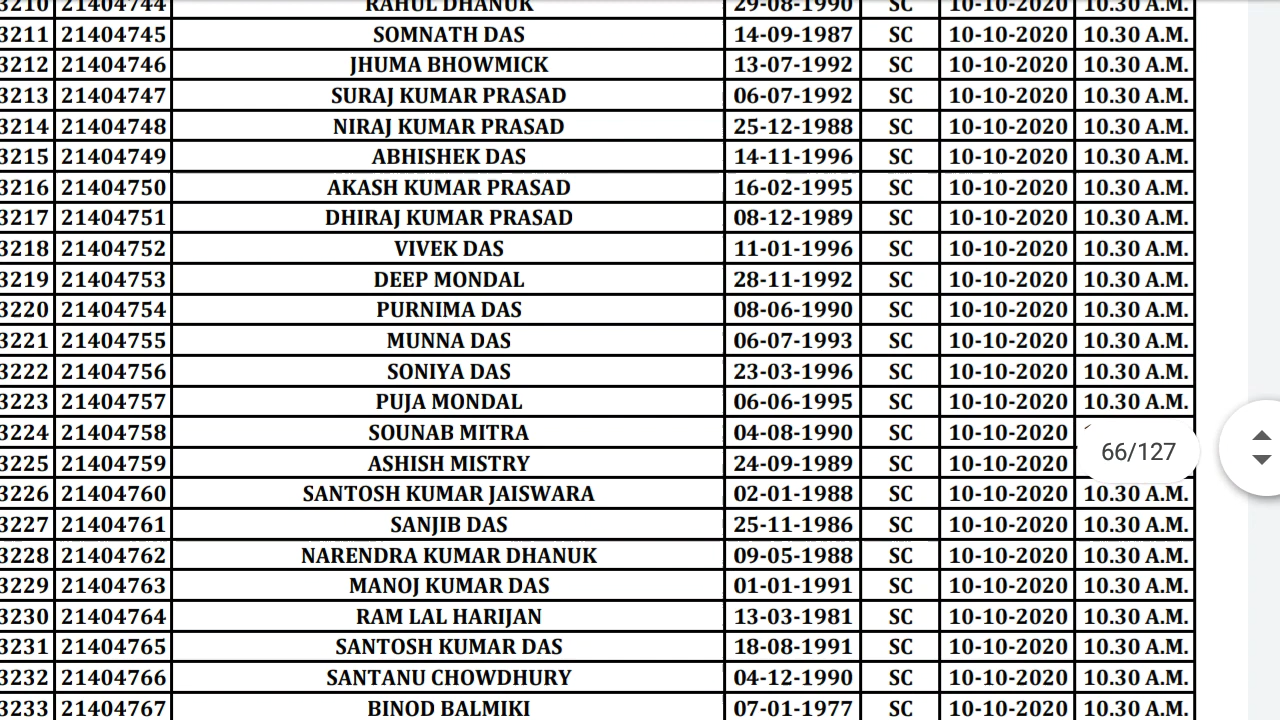 3210 21404744 RAHUL DHANUK 29-08-1990 SC 10-10-2020 10.30 A.M.
3211 21404745 SOMNATH DAS 14-09-1987 SC 10-10-2020 10.30 A.M.
3212 21404746 JHUMA BHOWMICK 13-07-1992 SC 10-10-2020 10.30 A.M.
3213 21404747 SURAJ KUMAR PRASAD 06-07-1992 SC 10-10-2020 10.30 A.M.
3214 21404748 NIRAJ KUMAR PRASAD 25-12-1988 SC 10-10-2020 10.30 A.M.
3215 21404749 ABHISHEK DAS 14-11-1996 SC 10-10-2020 10.30 A.M.
3216 21404750 AKASH KUMAR PRASAD 16-02-1995 SC 10-10-2020 10.30 A.M.
3217 21404751 DHIRAJ KUMAR PRASAD 08-12-1989 SC 10-10-2020 10.30 A.M.
3218 21404752 VIVEK DAS 11-01-1996 SC 10-10-2020 10.30 A.M.
3219 21404753 DEEP MONDAL 28-11-1992 SC 10-10-2020 10.30 A.M.
3220 21404754 PURNIMA DAS 08-06-1990 SC 10-10-2020 10.30 A.M.
3221 21404755 MUNNA DAS 06-07-1993 SC 10-10-2020 10.30 A.M.
3222 21404756 SONIYA DAS 23-03-1996 SC 10-10-2020 10.30 A.M.
3223 21404757 PUJA MONDAL 06-06-1995 SC 10-10-2020 10.30 A.M.
3224 21404758 SOUNAB MITRA 04-08-1990 SC 10-10-2020
66/127
3225 21404759 ASHISH MISTRY 24-09-1989 SC 10-10-2020
3226 21404760 SANTOSH KUMAR JAISWARA 02-01-1988 SC 10-10-2020 10.30 A.M.
3227 21404761 SANJIB DAS 25-11-1986 SC 10-10-2020 10.30 A.M.
3228 21404762 NARENDRA KUMAR DHANUK 09-05-1988 SC 10-10-2020 10.30 A.M.
3229 21404763 MANOJ KUMAR DAS 01-01-1991 SC 10-10-2020 10.30 A.M.
3230 21404764 RAM LAL HARIJAN 13-03-1981 SC 10-10-2020 10.30 A.M.
3231 21404765 SANTOSH KUMAR DAS 18-08-1991 SC 10-10-2020 10.30 A.M.
3232 21404766 SANTANU CHOWDHURY 04-12-1990 SC 10-10-2020 10.30 A.M.
3233 21404767 BINOD BALMIKI 07-01-1977 SC 10-10-2020 10.30 A.M.